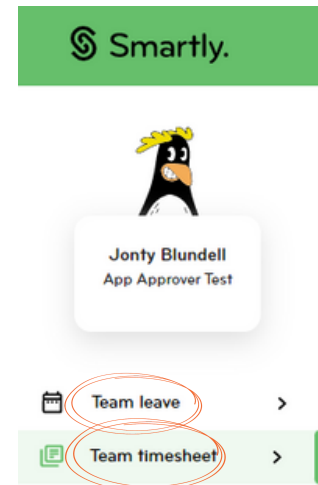 Smartly.
Jonty Blundell
App Approver Test
Team leave
Team timesheet